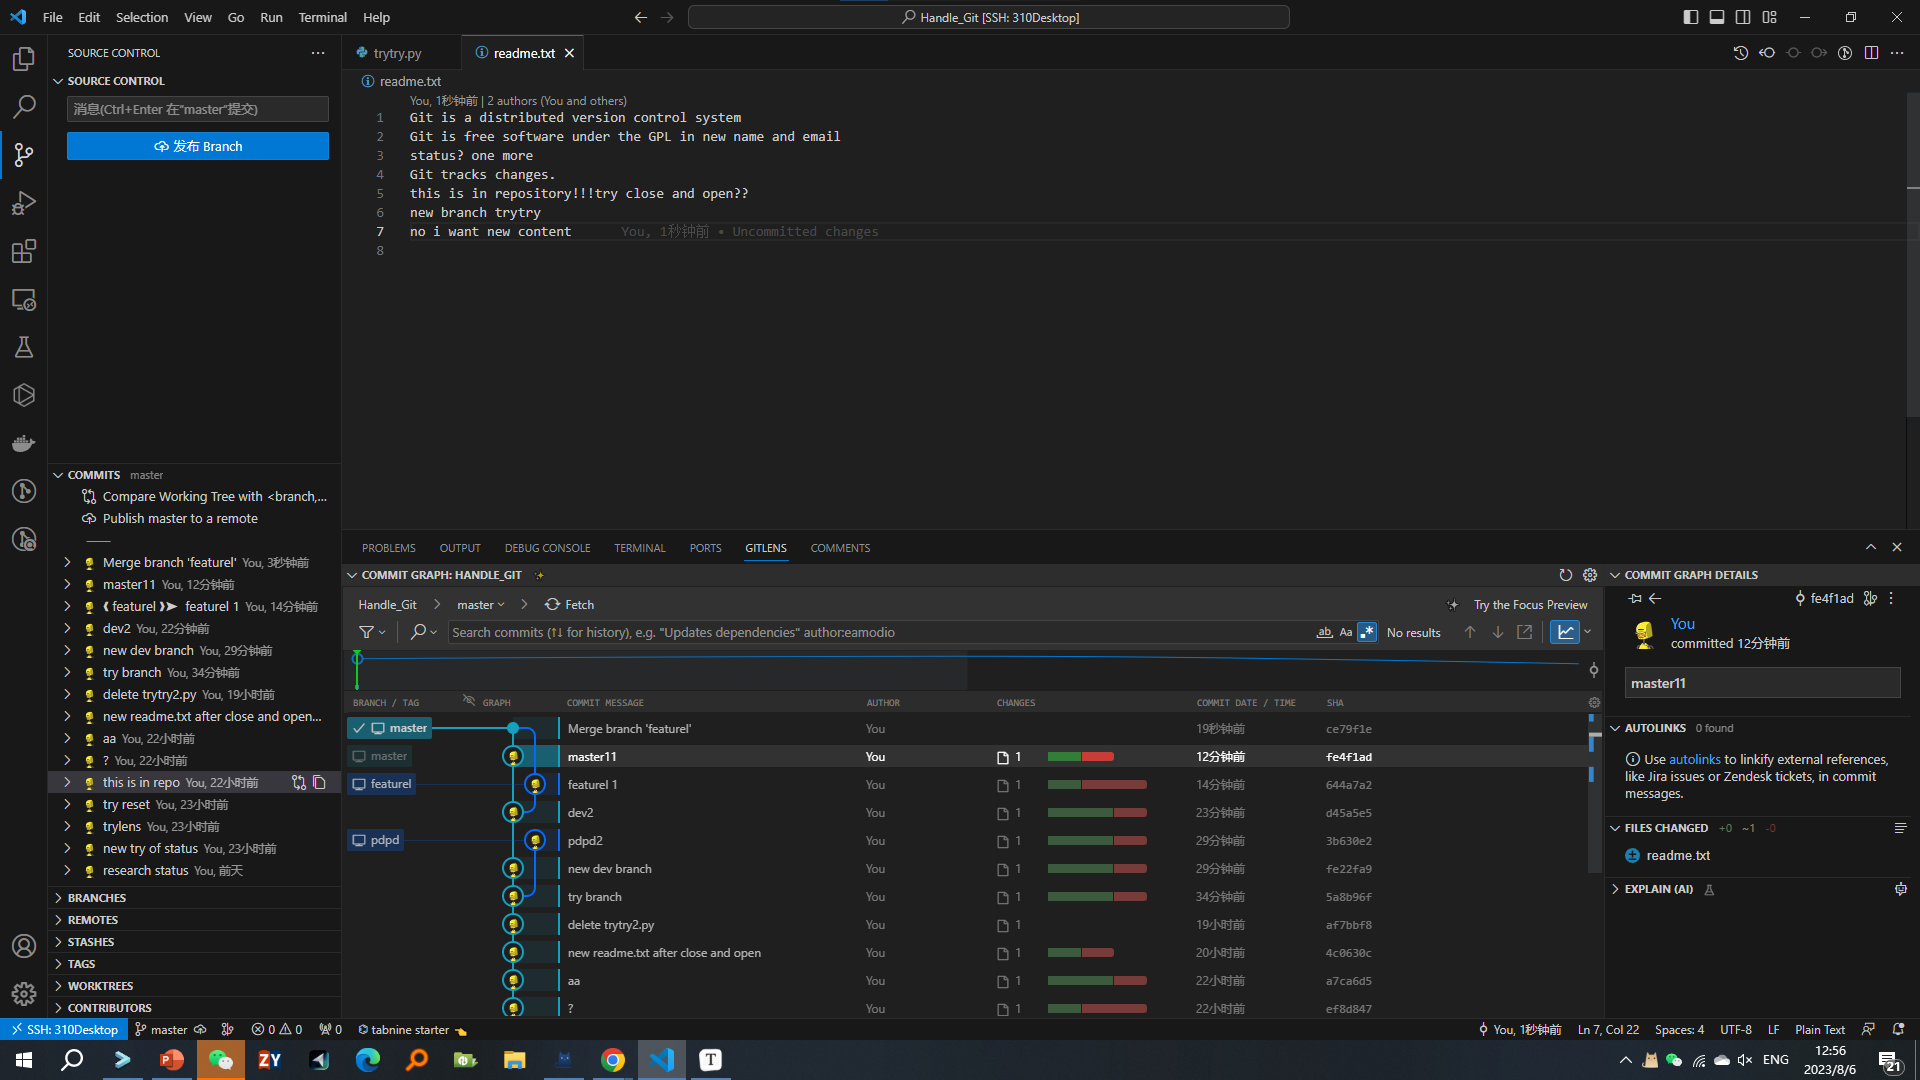 File Edit Selection View Go Run Terminal Help
Handle_Git [SSH: 310Desktop]
SOURCE CONTROL
SOURCE CONTROL
消息(Ctrl+Enter 在"master"提交)
发布 Branch
COMMITS master
Compare Working Tree with <branch,...
Publish master to a remote
Merge branch 'featurel' You, 3秒钟前
master11 You, 12分钟前
featurel featurel 1 You, 14分钟前
dev2 You, 22分钟前
new dev branch You, 29分钟前
try branch You, 34分钟前
delete trytry2.py You, 19小时前
new readme.txt after close and open...
aa You, 22小时前
? You, 22小时前
this is in repo You, 22小时前
try reset You, 23小时前
trylens You, 23小时前
new try of status You, 23小时前
research status You, 前天
BRANCHES
REMOTES
STASHES
TAGS
WORKTREES
CONTRIBUTORS
trytry.py readme.txt
readme.txt
You, 1秒钟前 | 2 authors (You and others)
1 Git is a distributed version control system
2 Git is free software under the GPL in new name and email
3 status? one more
4 Git tracks changes.
5 this is in repository!!!try close and open??
6 new branch trytry
7 no i want new content You, 1秒钟前 • Uncommitted changes
8
PROBLEMS OUTPUT DEBUG CONSOLE TERMINAL PORTS GITLENS COMMENTS
COMMIT GRAPH: HANDLE_GIT
Handle_Git master Fetch Try the Focus Preview
Search commits (↑↓ for history), e.g. "Updates dependencies" author:eamodio ab Aa No results
BRANCH / TAG GRAPH COMMIT MESSAGE AUTHOR CHANGES COMMIT DATE / TIME SHA
master Merge branch 'featurel' You 19秒钟前 ce79f1e
master master11 You 1 12分钟前 fe4f1ad
featurel featurel 1 You 1 14分钟前 644a7a2
dev2 You 1 23分钟前 d45a5e5
pdpd pdpd2 You 1 29分钟前 3b630e2
new dev branch You 1 29分钟前 fe22fa9
try branch You 1 34分钟前 5a8b96f
delete trytry2.py You 1 19小时前 af7bbf8
new readme.txt after close and open You 1 20小时前 4c0630c
aa You 1 22小时前 a7ca6d5
? You 1 22小时前 ef8d847
COMMIT GRAPH DETAILS
fe4f1ad
You
committed 12分钟前
master11
AUTOLINKS 0 found
Use autolinks to linkify external references,
like Jira issues or Zendesk tickets, in commit
messages.
FILES CHANGED +0 ~1 -0
readme.txt
EXPLAIN (AI)
SSH: 310Desktop master 0 0 0 tabnine starter You, 1秒钟前 Ln 7, Col 22 Spaces: 4 UTF-8 LF Plain Text
ZY T ENG 12:56
2023/8/6
21